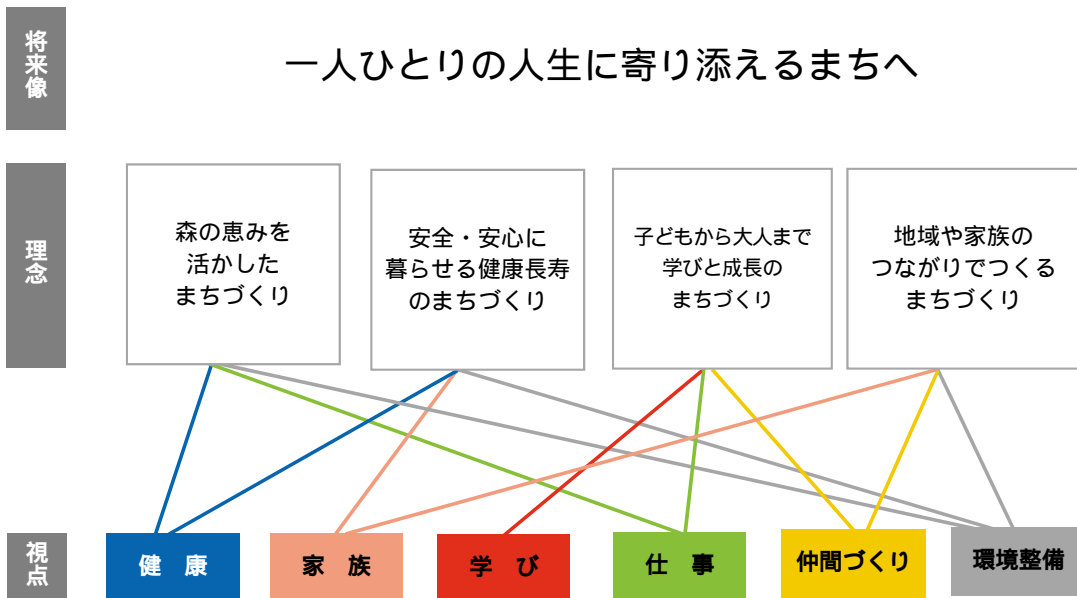 将来像
一人ひとりの人生に寄り添えるまちへ
理念
森の恵みを
活かした
まちづくり
安全・安心に
暮らせる健康長寿
のまちづくり
子どもから大人まで
学びと成長の
まちづくり
地域や家族の
つながりでつくる
まちづくり
視点
健　康
家　族
学　び
仕　事
仲間づくり
環境整備